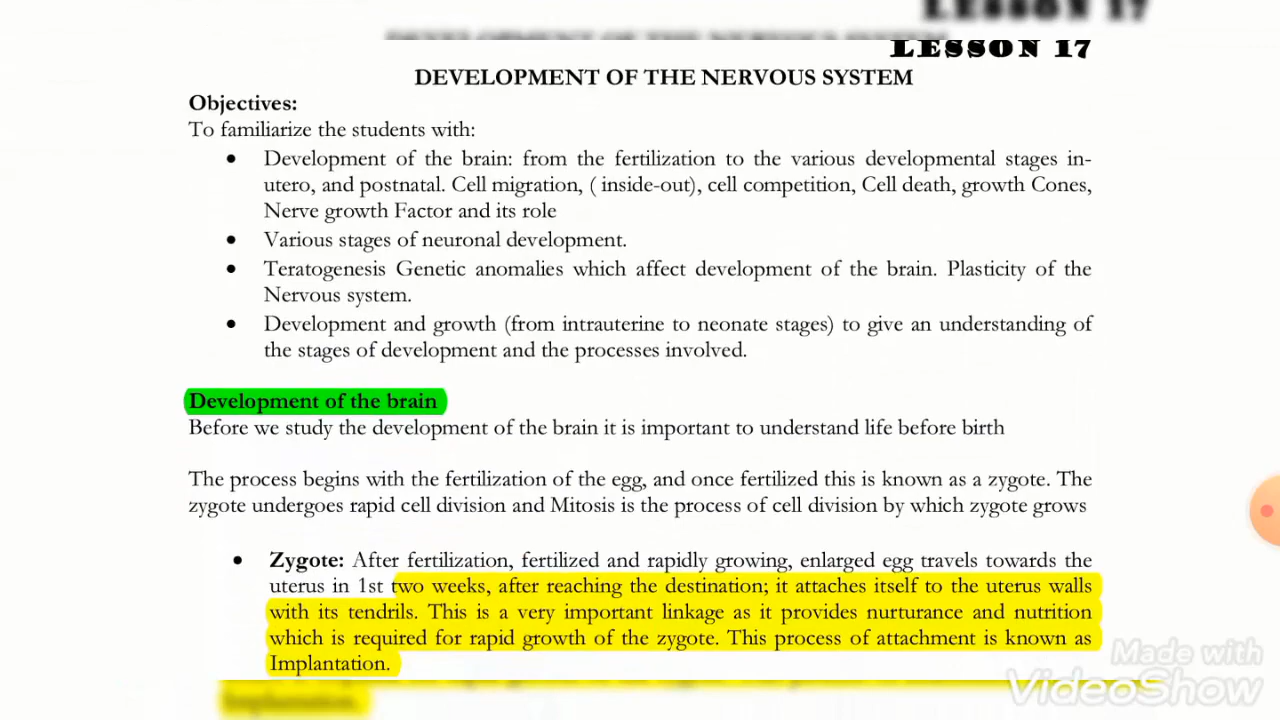 LESSON 17
LESSON 17
DEVELOPMENT OF THE NERVOUS SYSTEM
Objectives:
To familiarize the students with:
• Development of the brain: from the fertilization to the various developmental stages in-
utero, and postnatal. Cell migration, ( inside-out), cell competition, Cell death, growth Cones,
Nerve growth Factor and its role
• Various stages of neuronal development.
• Teratogenesis Genetic anomalies which affect development of the brain. Plasticity of the
Nervous system.
• Development and growth (from intrauterine to neonate stages) to give an understanding of
the stages of development and the processes involved.
Development of the brain
Before we study the development of the brain it is important to understand life before birth
The process begins with the fertilization of the egg, and once fertilized this is known as a zygote. The
zygote undergoes rapid cell division and Mitosis is the process of cell division by which zygote grows
• Zygote: After fertilization, fertilized and rapidly growing, enlarged egg travels towards the
uterus in 1st two weeks, after reaching the destination; it attaches itself to the uterus walls
with its tendrils. This is a very important linkage as it provides nurturance and nutrition
which is required for rapid growth of the zygote. This process of attachment is known as
Implantation.
Implantation.
Made with
VideoShow